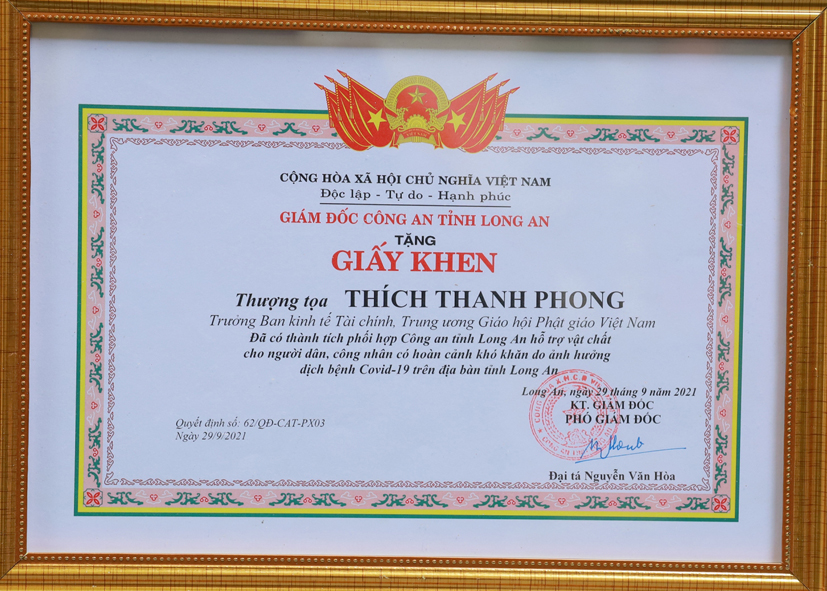 CỘNG HÒA XÃ HỘI CHỦ NGHĨA VIỆT NAM
Độc lập - Tự do - Hạnh phúc
GIÁM ĐỐC CÔNG AN TỈNH LONG AN
TẶNG
GIẤY KHEN
Thượng tọa THÍCH THANH PHONG
Trưởng Ban kinh tế Tài chính, Trung ương Giáo hội Phật giáo Việt Nam
Đã có thành tích phối hợp Công an tỉnh Long An hỗ trợ vật chất
cho người dân, công nhân có hoàn cảnh khó khăn do ảnh hưởng
dịch bệnh Covid-19 trên địa bàn tỉnh Long An
Long An, ngày 29 tháng 9 năm 2021
KT. GIÁM ĐỐC
PHÓ GIÁM ĐỐC
Quyết định số: 62/QĐ-CAT-PX03
Ngày 29/9/2021
Đại tá Nguyễn Văn Hòa